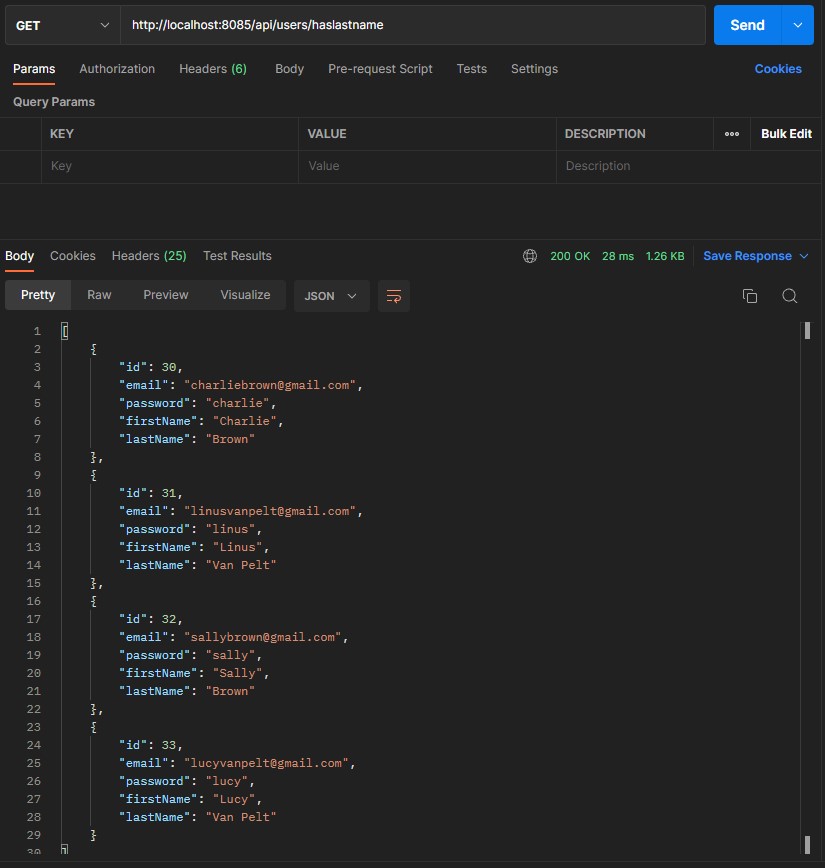 GET http://localhost:8085/api/users/haslastname Send
Params Authorization Headers (6) Body Pre-request Script Tests Settings Cookies
Query Params
KEY VALUE DESCRIPTION ooo Bulk Edit
Key Value Description
Body Cookies Headers (25) Test Results 200 OK 28 ms 1.26 KB Save Response
Pretty Raw Preview Visualize JSON
1 [
2 {
3 "id": 30,
4 "email": "charliebrown@gmail.com",
5 "password": "charlie",
6 "firstName": "Charlie",
7 "lastName": "Brown"
8 },
9 {
10 "id": 31,
11 "email": "linusvanpelt@gmail.com",
12 "password": "linus",
13 "firstName": "Linus",
14 "lastName": "Van Pelt"
15 },
16 {
17 "id": 32,
18 "email": "sallybrown@gmail.com",
19 "password": "sally",
20 "firstName": "Sally",
21 "lastName": "Brown"
22 },
23 {
24 "id": 33,
25 "email": "lucyvanpelt@gmail.com",
26 "password": "lucy",
27 "firstName": "Lucy",
28 "lastName": "Van Pelt"
29 }
30 ]